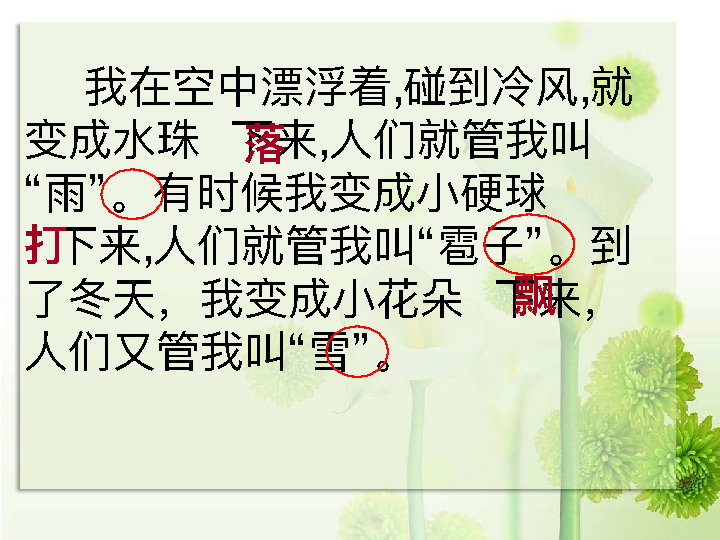 我在空中漂浮着,碰到冷风,就
变成水珠落下来,人们就管我叫
“雨”。有时候我变成小硬球
打下来,人们就管我叫“雹子”。到
了冬天，我变成小花朵飘下来，
人们又管我叫“雪”。